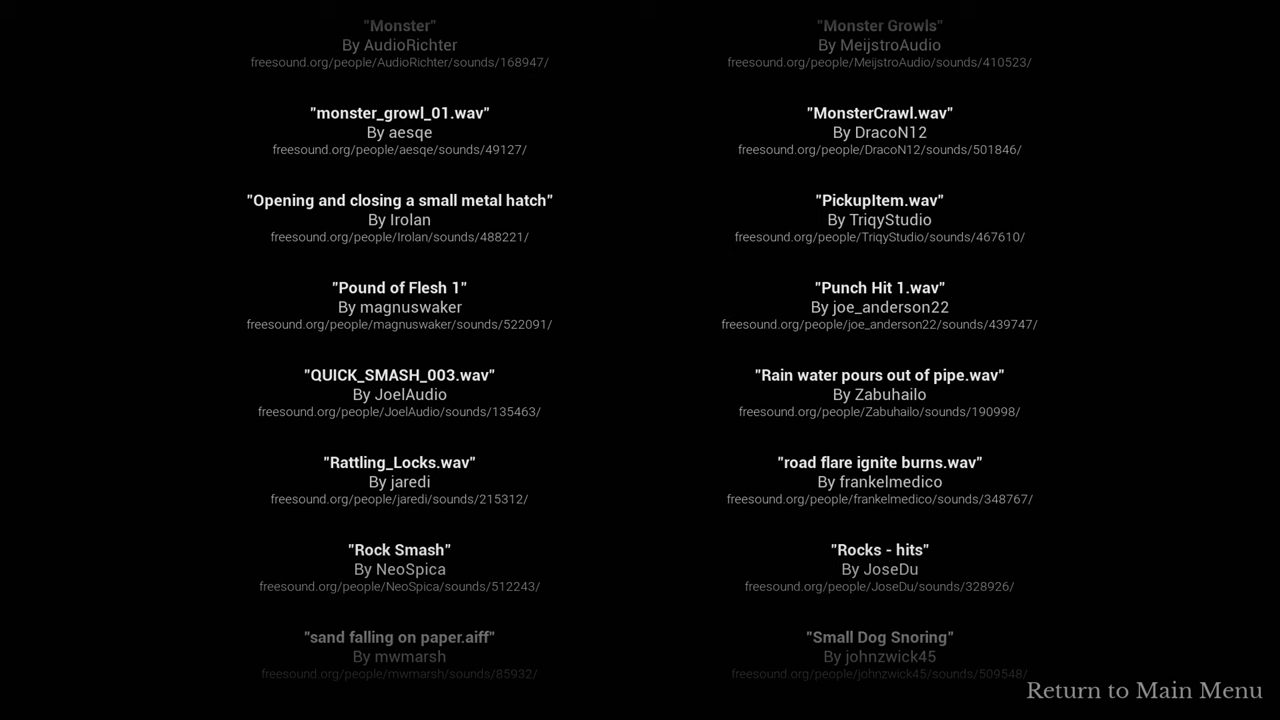 "Monster"
By AudioRichter
freesound.org/people/AudioRichter/sounds/168947/
"Monster Growls"
By MeijstroAudio
freesound.org/people/MeijstroAudio/sounds/410523/
"monster_growl_01.wav"
By aesqe
freesound.org/people/aesqe/sounds/49127/
"MonsterCrawl.wav"
By DracoN12
freesound.org/people/DracoN12/sounds/501846/
"Opening and closing a small metal hatch"
By Irolan
freesound.org/people/Irolan/sounds/488221/
"PickupItem.wav"
By TriqyStudio
freesound.org/people/TriqyStudio/sounds/467610/
"Pound of Flesh 1"
By magnuswaker
freesound.org/people/magnuswaker/sounds/522091/
"Punch Hit 1.wav"
By joe_anderson22
freesound.org/people/joe_anderson22/sounds/439747/
"QUICK_SMASH_003.wav"
By JoelAudio
freesound.org/people/JoelAudio/sounds/135463/
"Rain water pours out of pipe.wav"
By Zabuhailo
freesound.org/people/Zabuhailo/sounds/190998/
"Rattling_Locks.wav"
By jaredi
freesound.org/people/jaredi/sounds/215312/
"road flare ignite burns.wav"
By frankelmedico
freesound.org/people/frankelmedico/sounds/348767/
"Rock Smash"
By NeoSpica
freesound.org/people/NeoSpica/sounds/512243/
"Rocks - hits"
By JoseDu
freesound.org/people/JoseDu/sounds/328926/
"sand falling on paper.aiff"
By mwmarsh
freesound.org/people/mwmarsh/sounds/85932/
"Small Dog Snoring"
By johnzwick45
freesound.org/people/johnzwick45/sounds/509548/
Return to Main Menu